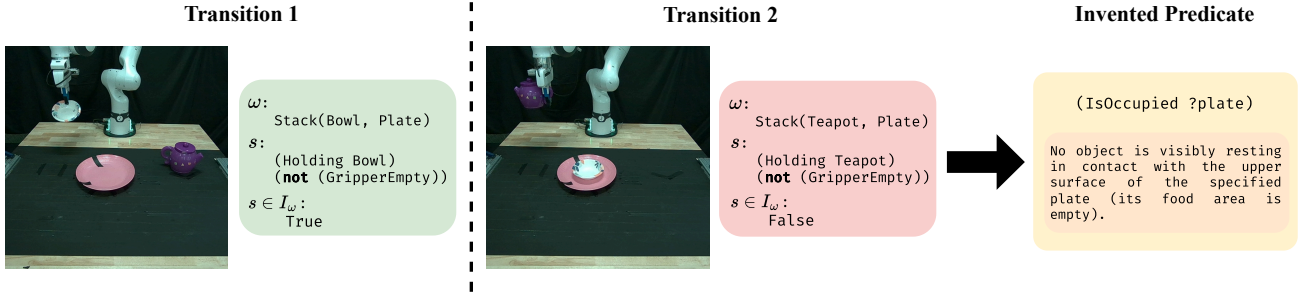 Transition 1
ω:
Stack(Bowl, Plate)
s:
(Holding Bowl)
(not (GripperEmpty))
s ∈ I_ω:
True
Transition 2
ω:
Stack(Teapot, Plate)
s:
(Holding Teapot)
(not (GripperEmpty))
s ∈ I_ω:
False
Invented Predicate
(IsOccupied ?plate)
No object is visibly resting
in contact with the upper
surface of the specified
plate (its food area is
empty).